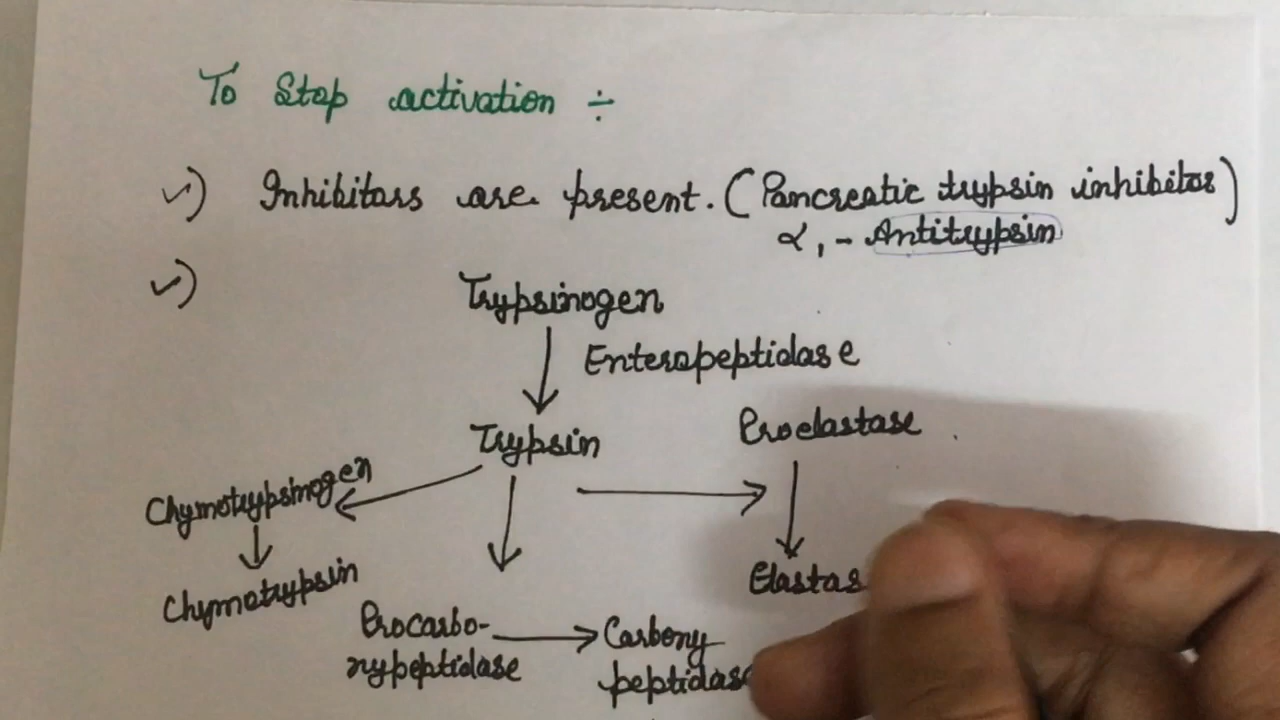 To Stop activation ÷
✓) Inhibitors are present. (Pancreatic trypsin inhibitor)
α₁ - Antitrypsin
✓)
Trypsinogen
Enteropeptidase
Trypsin
Proelastase
Chymotrypsinogen
Chymotrypsin
Elastas
Procarbo-
xypeptidase
Carboxy
peptidase